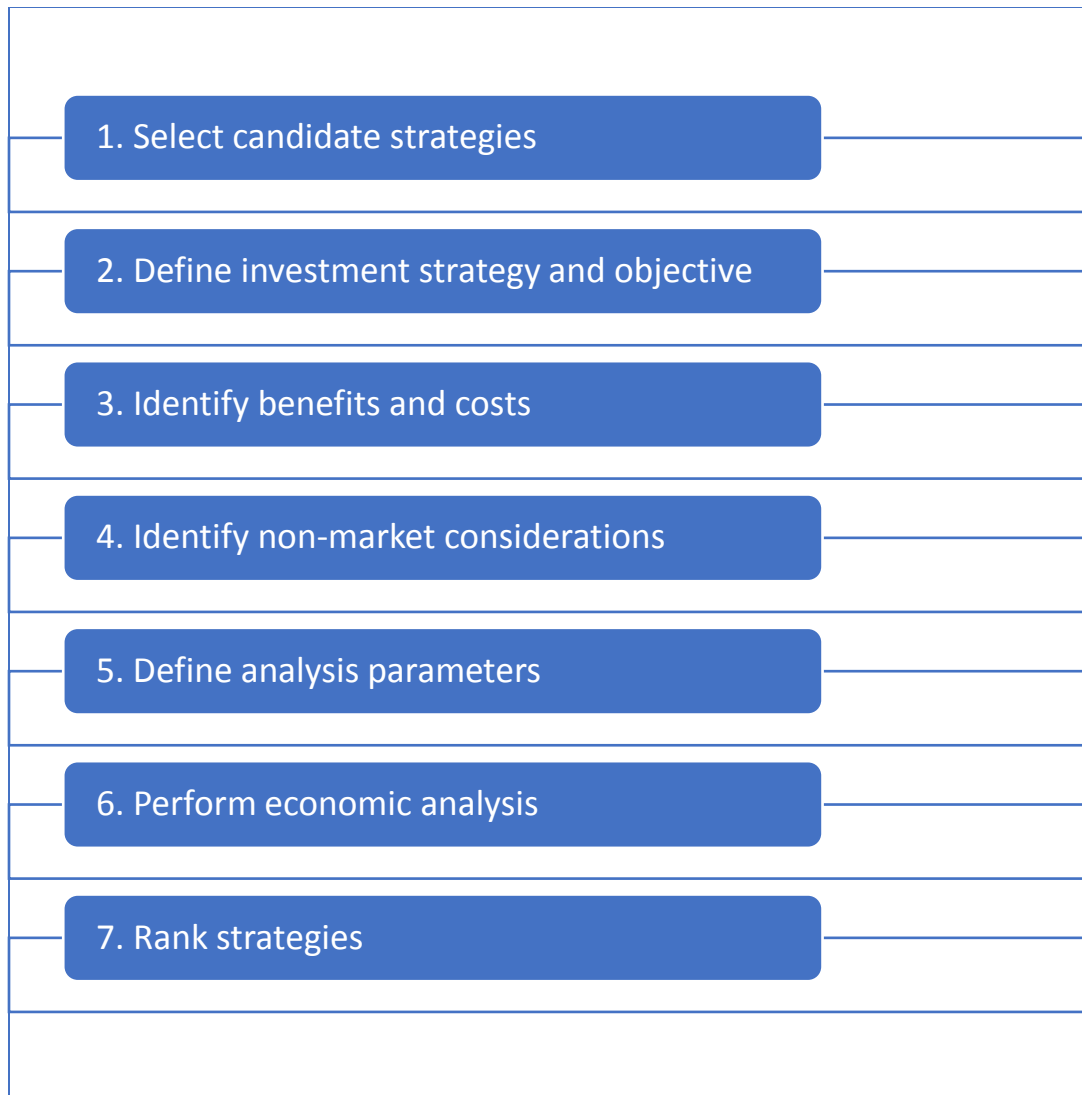 1. Select candidate strategies
2. Define investment strategy and objective
3. Identify benefits and costs
4. Identify non-market considerations
5. Define analysis parameters
6. Perform economic analysis
7. Rank strategies